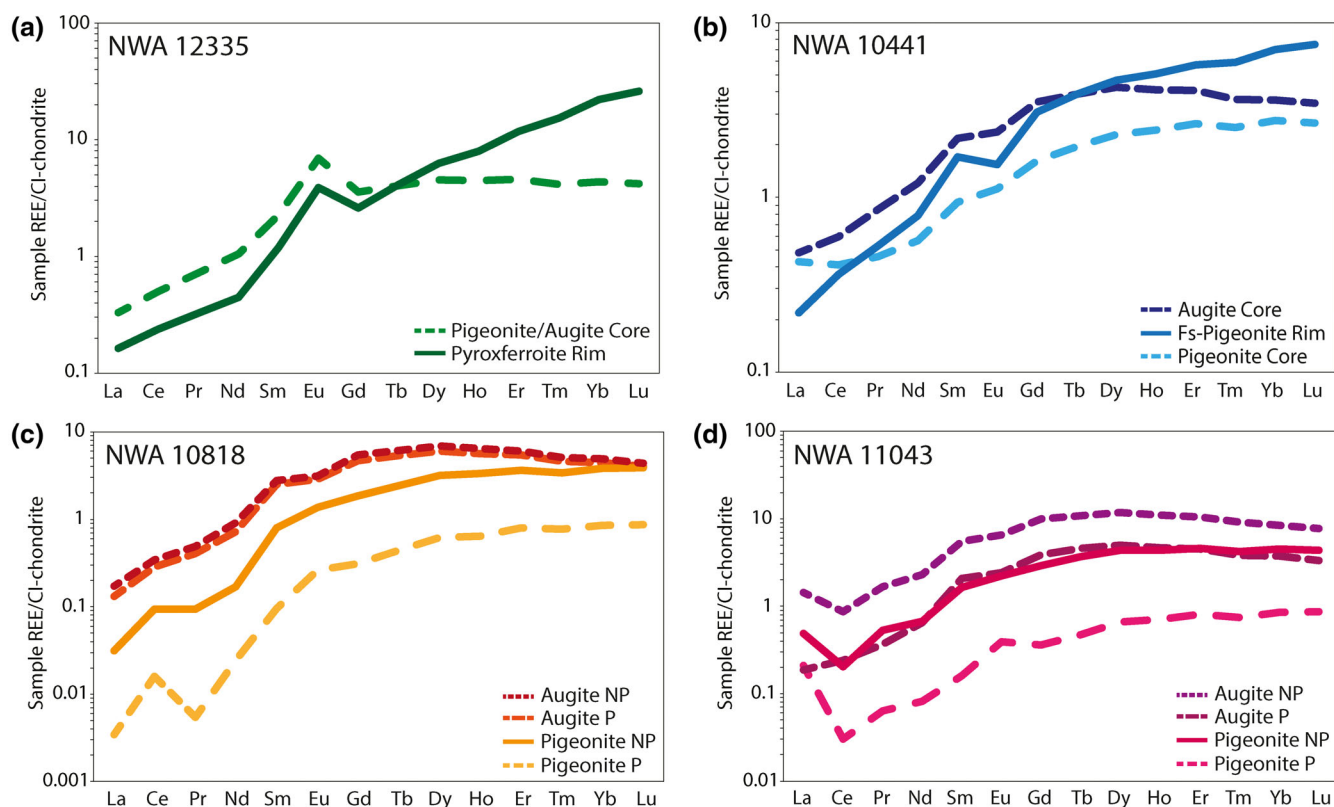 (a)
NWA 12335
100
10
1
0.1
Sample REE/CI-chondrite
Pigeonite/Augite Core
Pyroxferroite Rim
La Ce Pr Nd Sm Eu Gd Tb Dy Ho Er Tm Yb Lu
(b)
NWA 10441
10
1
0.1
Sample REE/CI-chondrite
Augite Core
Fs-Pigeonite Rim
Pigeonite Core
La Ce Pr Nd Sm Eu Gd Tb Dy Ho Er Tm Yb Lu
(c)
NWA 10818
10
1
0.1
0.01
0.001
Sample REE/CI-chondrite
Augite NP
Augite P
Pigeonite NP
Pigeonite P
La Ce Pr Nd Sm Eu Gd Tb Dy Ho Er Tm Yb Lu
(d)
NWA 11043
100
10
1
0.1
0.01
Sample REE/CI-chondrite
Augite NP
Augite P
Pigeonite NP
Pigeonite P
La Ce Pr Nd Sm Eu Gd Tb Dy Ho Er Tm Yb Lu